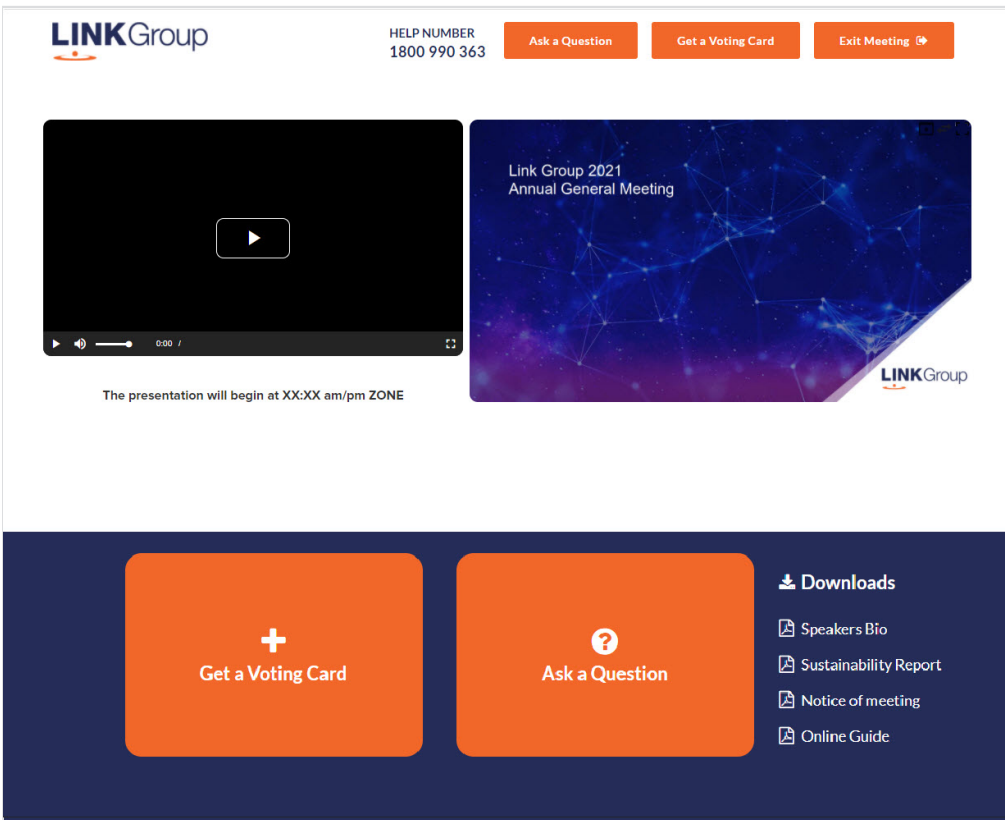 LINKGroup
HELP NUMBER
1800 990 363
Ask a Question
Get a Voting Card
Exit Meeting
Link Group 2021
Annual General Meeting
LINKGroup
0:00 /
The presentation will begin at XX:XX am/pm ZONE
Get a Voting Card
Ask a Question
Downloads
Speakers Bio
Sustainability Report
Notice of meeting
Online Guide